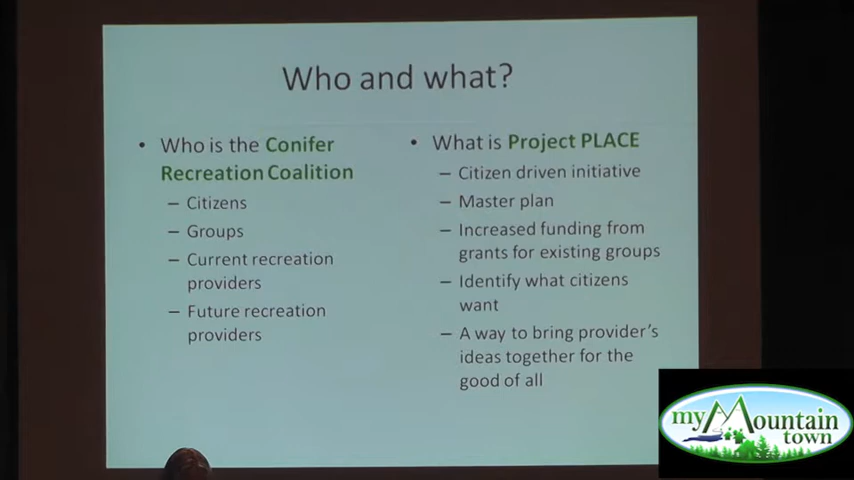 Who and what?
• Who is the Conifer
Recreation Coalition
– Citizens
– Groups
– Current recreation
providers
– Future recreation
providers
• What is Project PLACE
– Citizen driven initiative
– Master plan
– Increased funding from
grants for existing groups
– Identify what citizens
want
– A way to bring provider's
ideas together for the
good of all
my Mountain
town